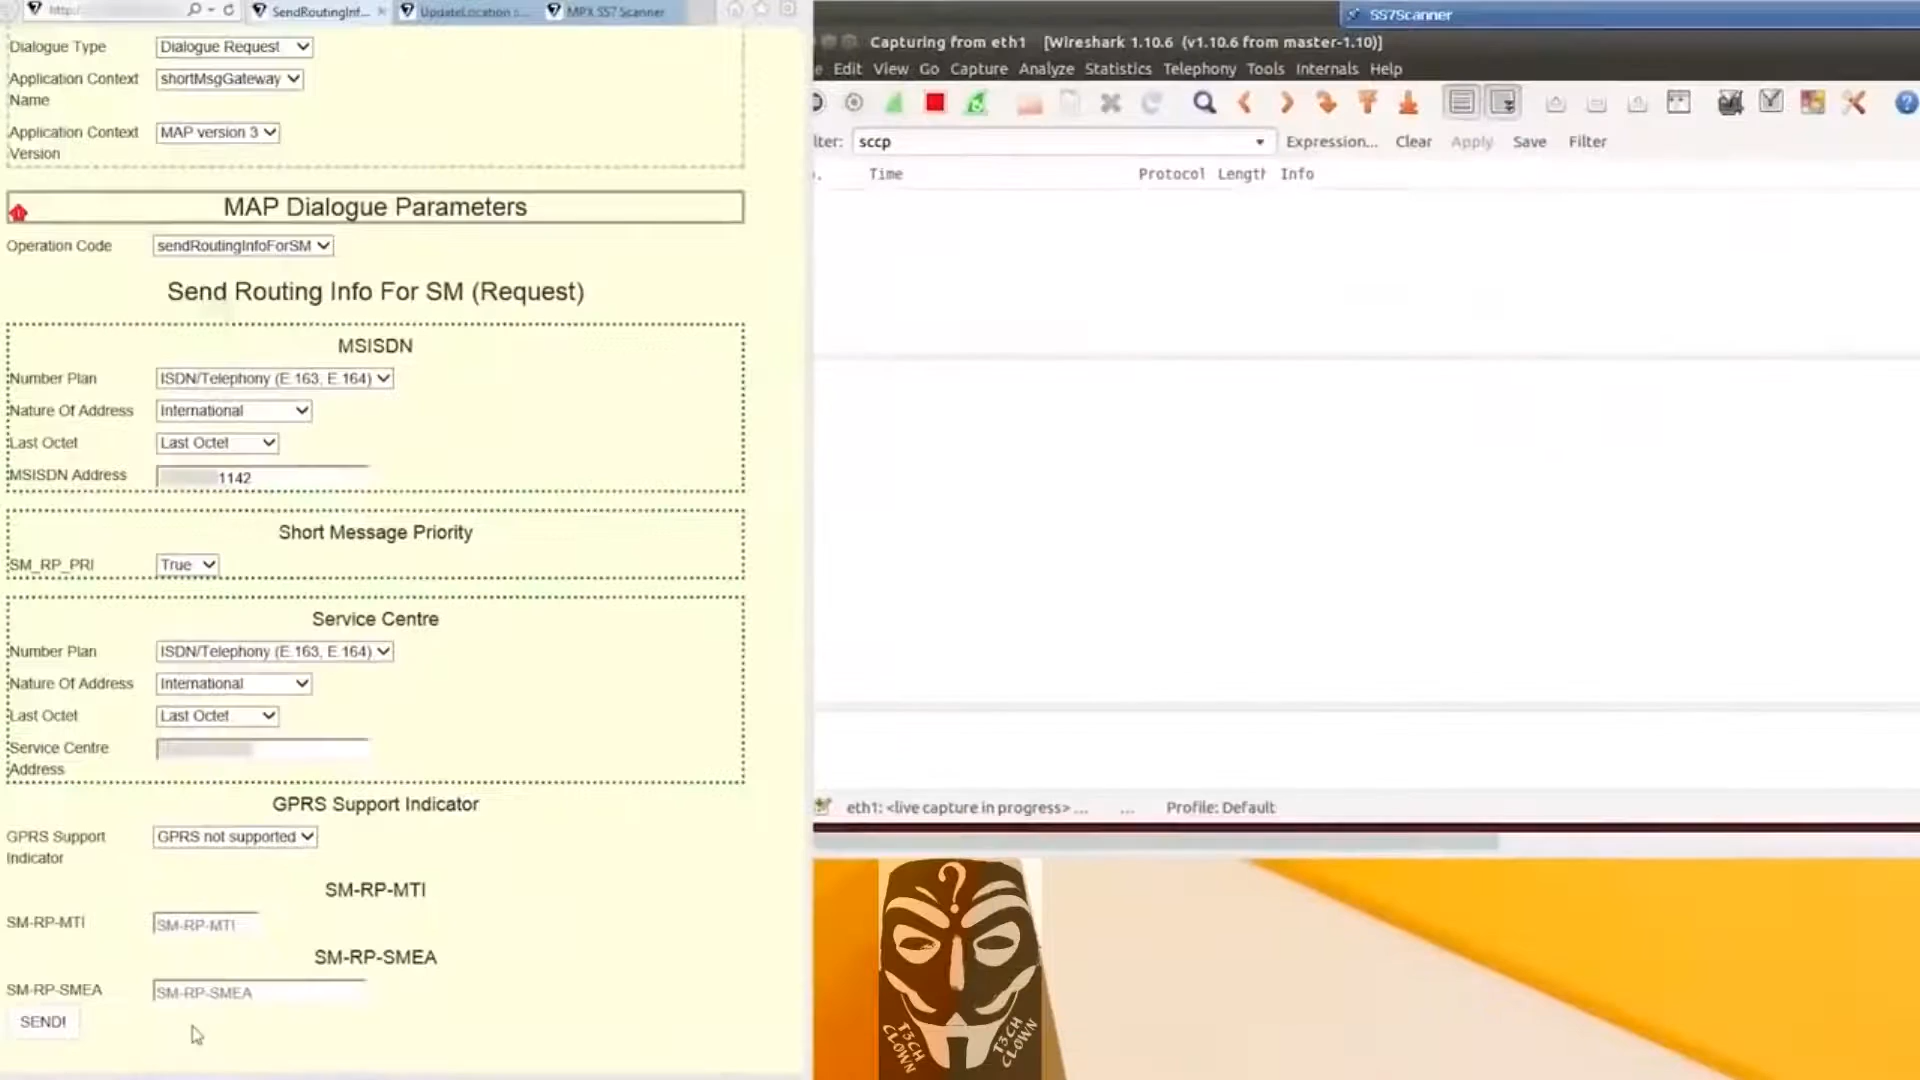 http:
SendRoutingInf...
UpdateLocation s...
MPX SS7 Scanner
Dialogue Type Dialogue Request
Application Context Name shortMsgGateway
Application Context Version MAP version 3
MAP Dialogue Parameters
Operation Code sendRoutingInfoForSM
Send Routing Info For SM (Request)
MSISDN
Number Plan ISDN/Telephony (E.163, E.164)
Nature Of Address International
Last Octet Last Octet
MSISDN Address 1142
Short Message Priority
SM_RP_PRI True
Service Centre
Number Plan ISDN/Telephony (E.163, E.164)
Nature Of Address International
Last Octet Last Octet
Service Centre Address
GPRS Support Indicator
GPRS Support Indicator GPRS not supported
SM-RP-MTI
SM-RP-MTI SM-RP-MTI
SM-RP-SMEA
SM-RP-SMEA SM-RP-SMEA
SEND!
SS7Scanner
Capturing from eth1 [Wireshark 1.10.6 (v1.10.6 from master-1.10)]
e Edit View Go Capture Analyze Statistics Telephony Tools Internals Help
lter: sccp Expression... Clear Apply Save Filter
. Time Protocol Length Info
eth1: <live capture in progress> ... ... Profile: Default
?
T3CH CLOWN
T3CH CLOWN